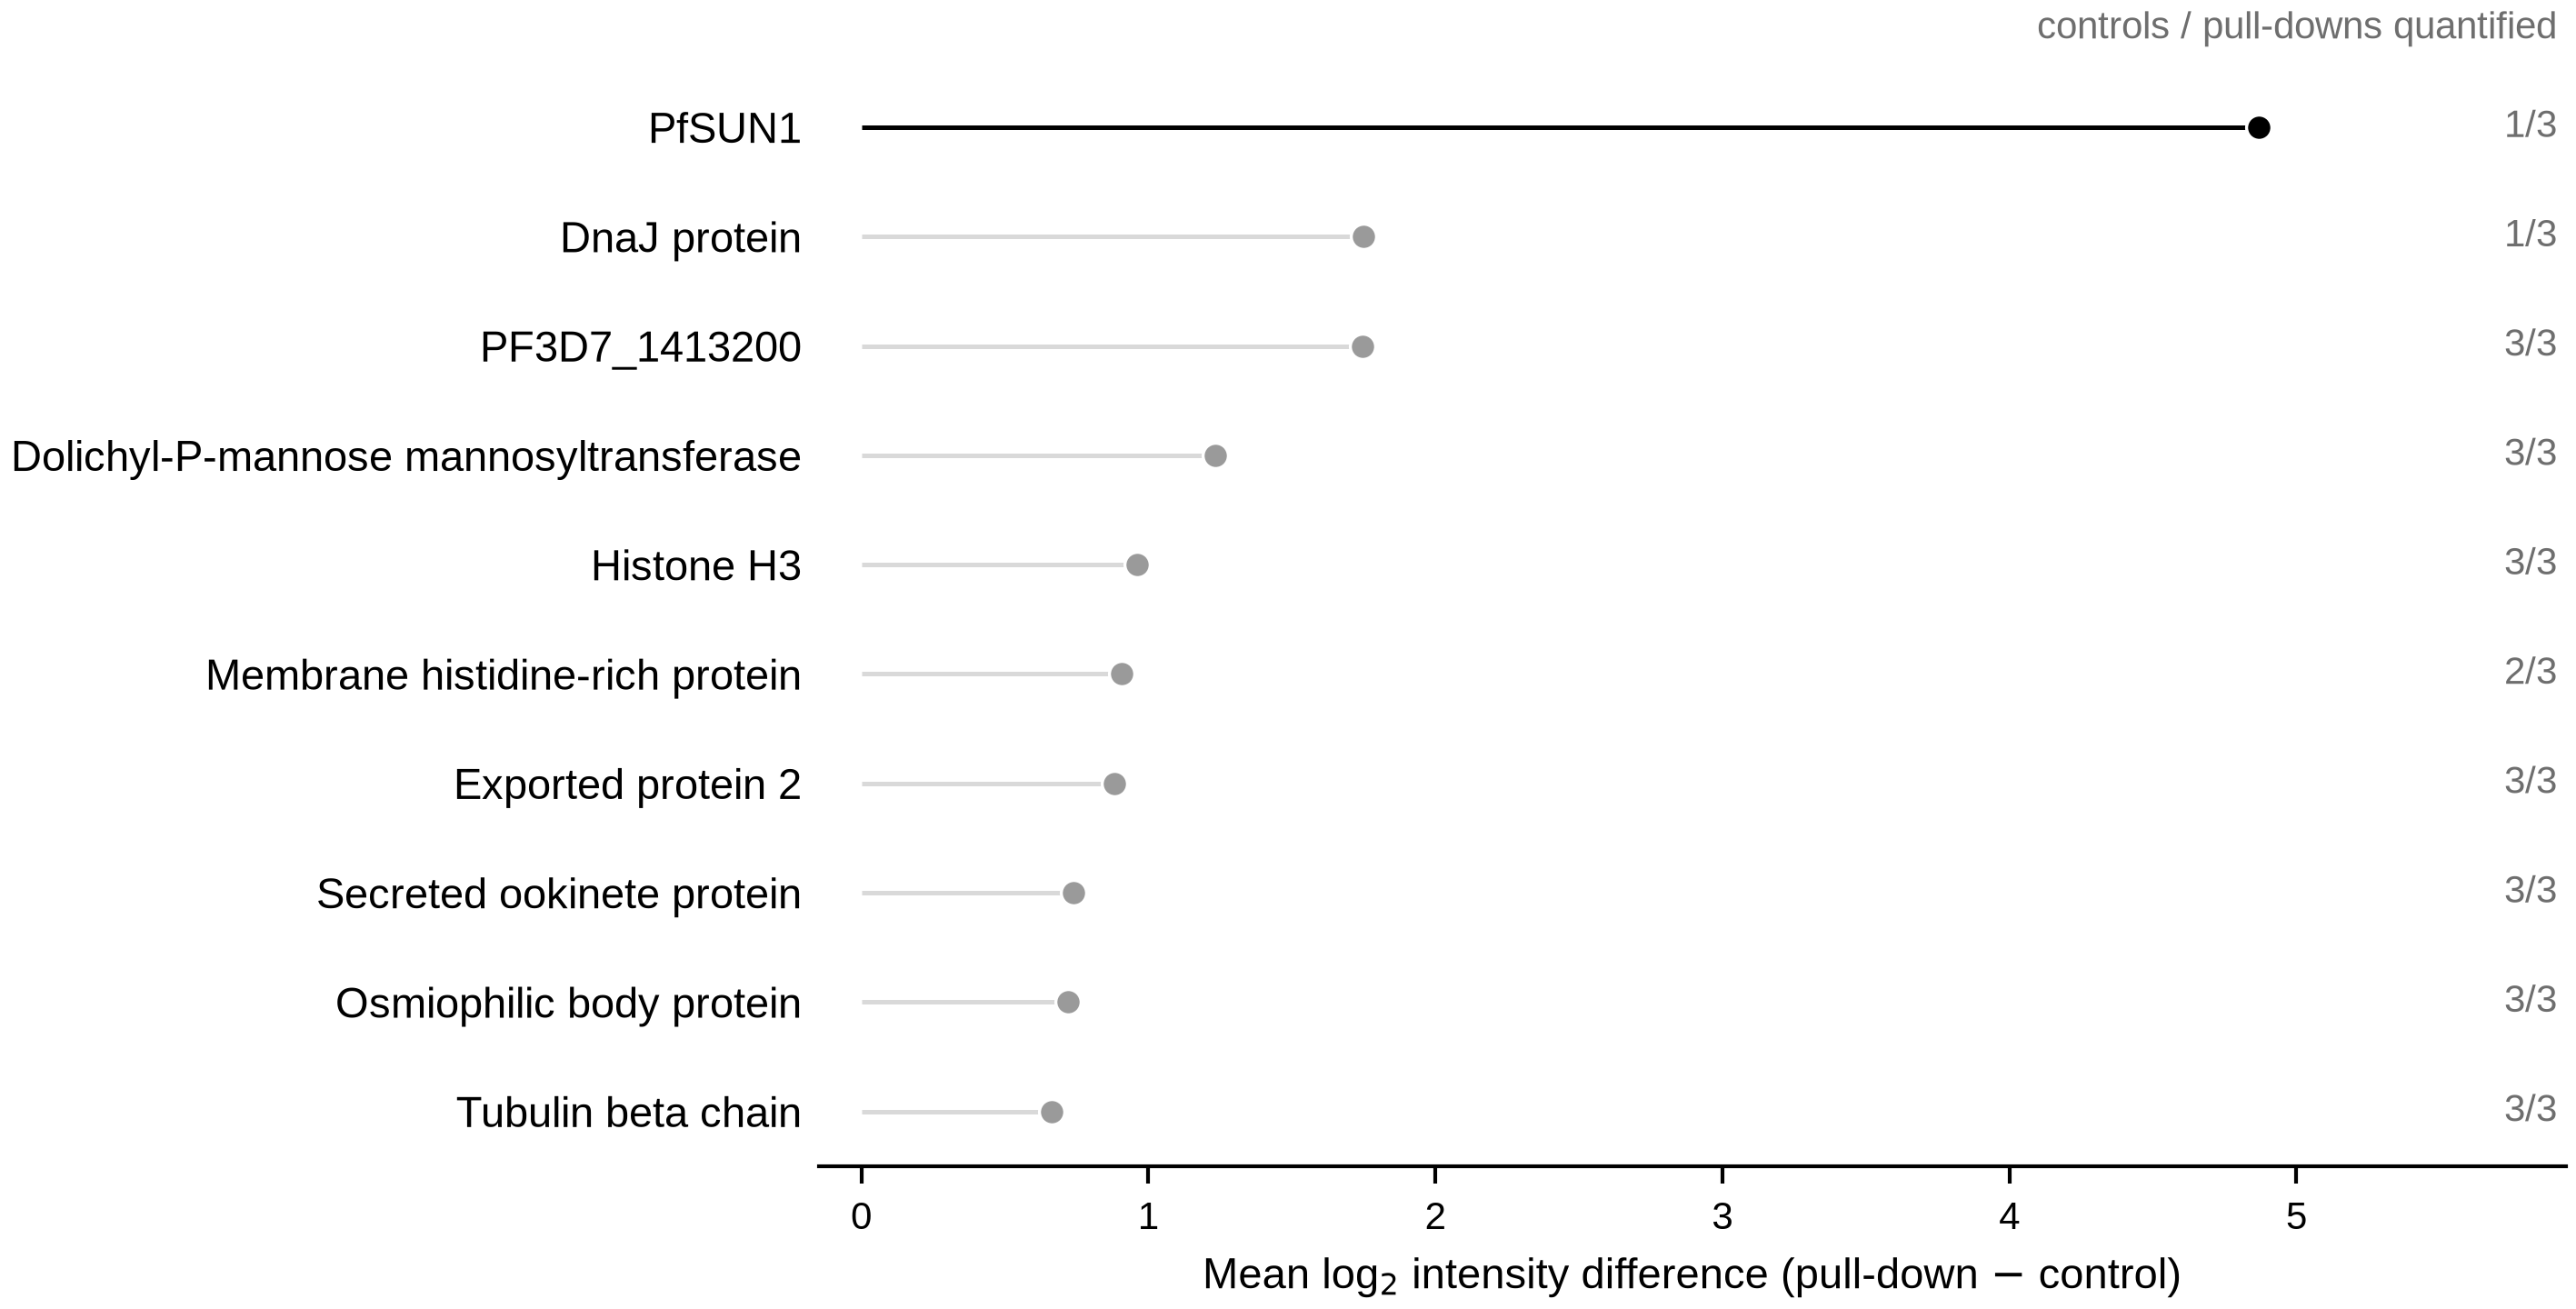 controls / pull-downs quantified
PfSUN1 1/3
DnaJ protein 1/3
PF3D7_1413200 3/3
Dolichyl-P-mannose mannosyltransferase 3/3
Histone H3 3/3
Membrane histidine-rich protein 2/3
Exported protein 2 3/3
Secreted ookinete protein 3/3
Osmiophilic body protein 3/3
Tubulin beta chain 3/3
0 1 2 3 4 5
Mean log₂ intensity difference (pull-down − control)